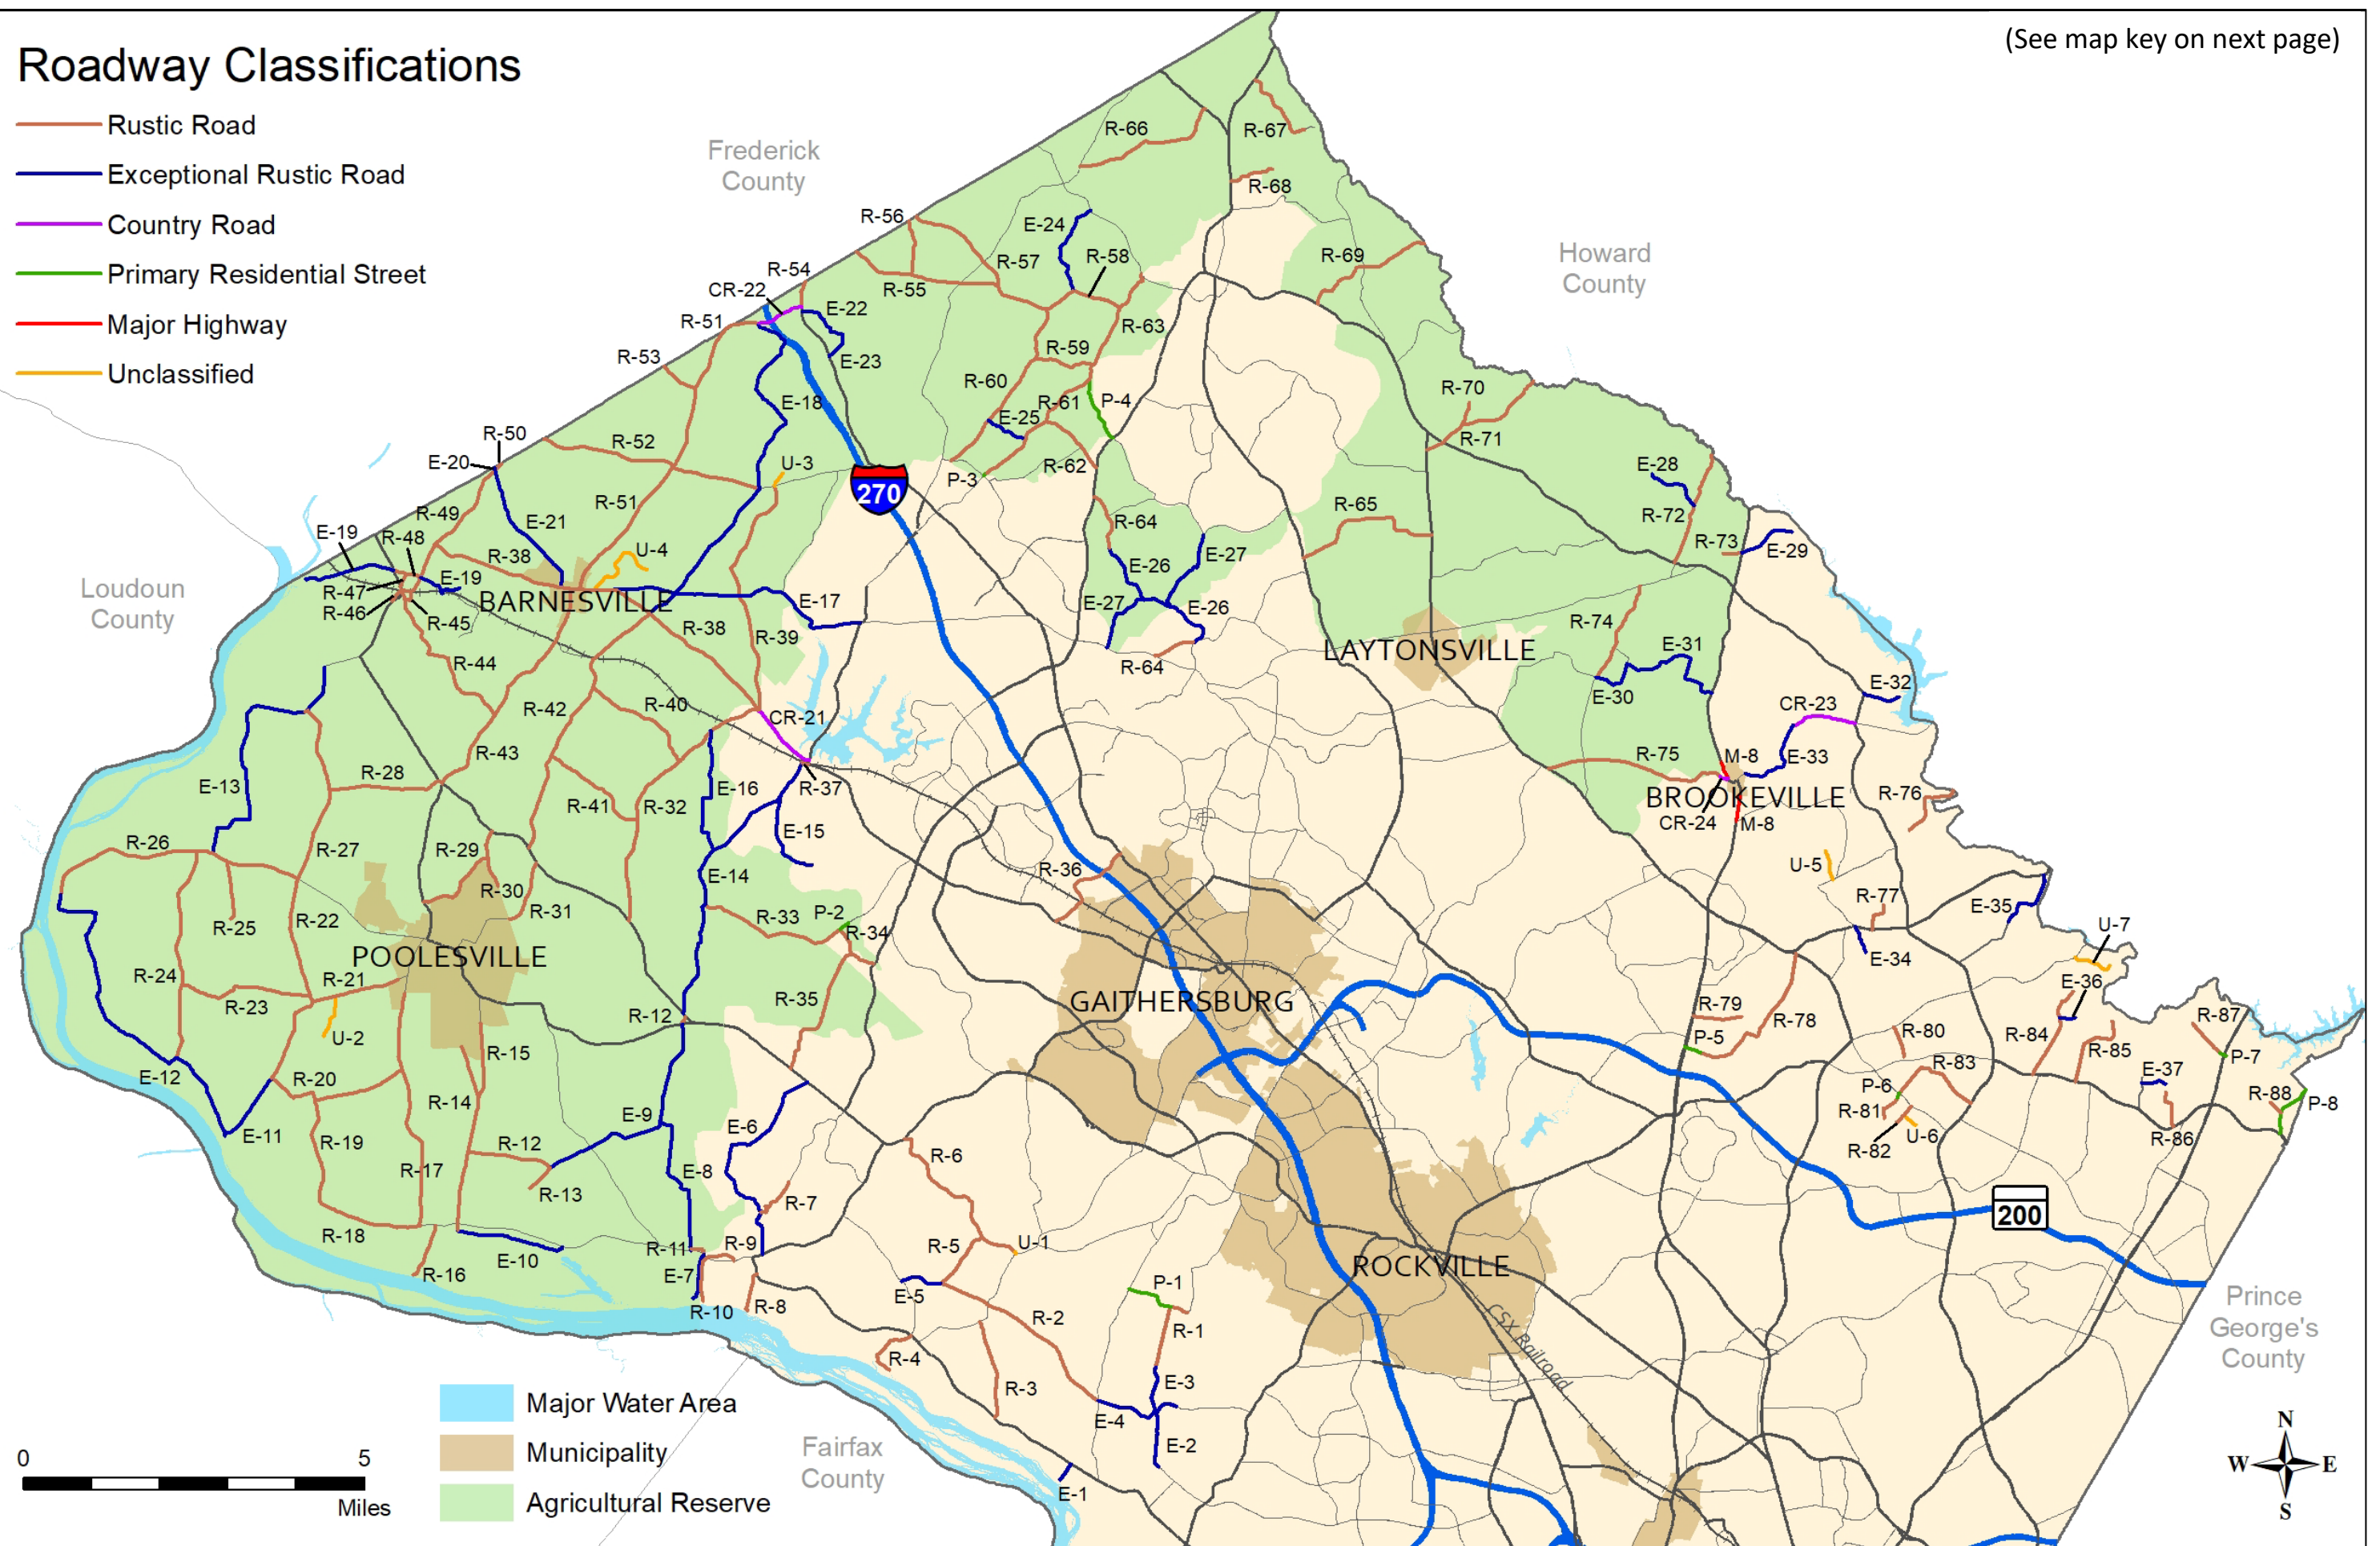 (See map key on next page)
Roadway Classifications
Rustic Road
Exceptional Rustic Road
Country Road
Primary Residential Street
Major Highway
Unclassified
Frederick
County
Howard
County
Loudoun
County
R-66
R-67
R-68
R-56
E-24
R-57
R-58
R-69
R-54
CR-22
R-55
E-22
R-51
R-63
R-53
E-23
R-59
R-60
R-70
E-18
R-61
P-4
E-25
R-50
R-52
R-71
E-20
U-3
R-62
E-28
P-3
270
R-51
R-65
R-49
E-21
R-64
R-72
E-19
R-48
R-73
E-29
R-38
U-4
E-27
E-26
E-19
R-47
BARNESVILLE
E-17
E-27
E-26
R-46
R-45
R-38
R-39
R-74
E-31
LAYTONSVILLE
R-44
R-64
E-32
E-30
R-42
R-40
CR-21
CR-23
R-43
R-75
M-8
E-33
R-28
E-13
E-16
R-37
R-76
R-41
R-32
BROOKEVILLE
CR-24
M-8
E-15
R-26
R-27
R-29
U-5
R-36
E-14
R-30
R-77
R-31
R-33
P-2
E-35
R-25
R-22
R-34
U-7
POOLESVILLE
E-34
R-24
R-21
E-36
R-23
R-35
GAITHERSBURG
R-79
R-12
R-78
R-87
U-2
R-15
P-5
R-80
R-84
R-85
P-7
R-83
E-12
R-20
E-37
P-6
R-88
P-8
R-14
E-9
R-81
E-6
U-6
E-11
R-19
R-12
R-86
R-82
R-6
R-17
E-8
R-13
R-7
200
R-18
R-11
R-9
R-5
U-1
E-10
E-7
R-16
P-1
ROCKVILLE
E-5
R-10
R-8
R-2
R-1
CSX Railroad
Prince
George's
County
R-4
R-3
E-3
E-4
E-2
E-1
Major Water Area
Municipality
Agricultural Reserve
Fairfax
County
0
5
Miles
N
W
E
S